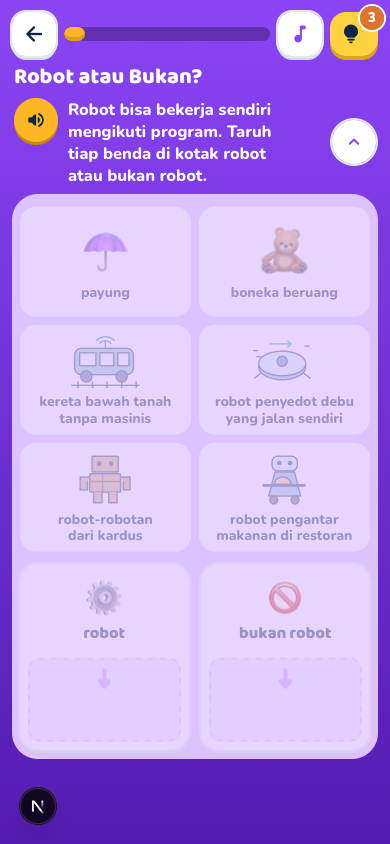 3
Robot atau Bukan?
Robot bisa bekerja sendiri
mengikuti program. Taruh
tiap benda di kotak robot
atau bukan robot.
payung
boneka beruang
kereta bawah tanah
tanpa masinis
robot penyedot debu
yang jalan sendiri
robot-robotan
dari kardus
robot pengantar
makanan di restoran
robot
bukan robot
N